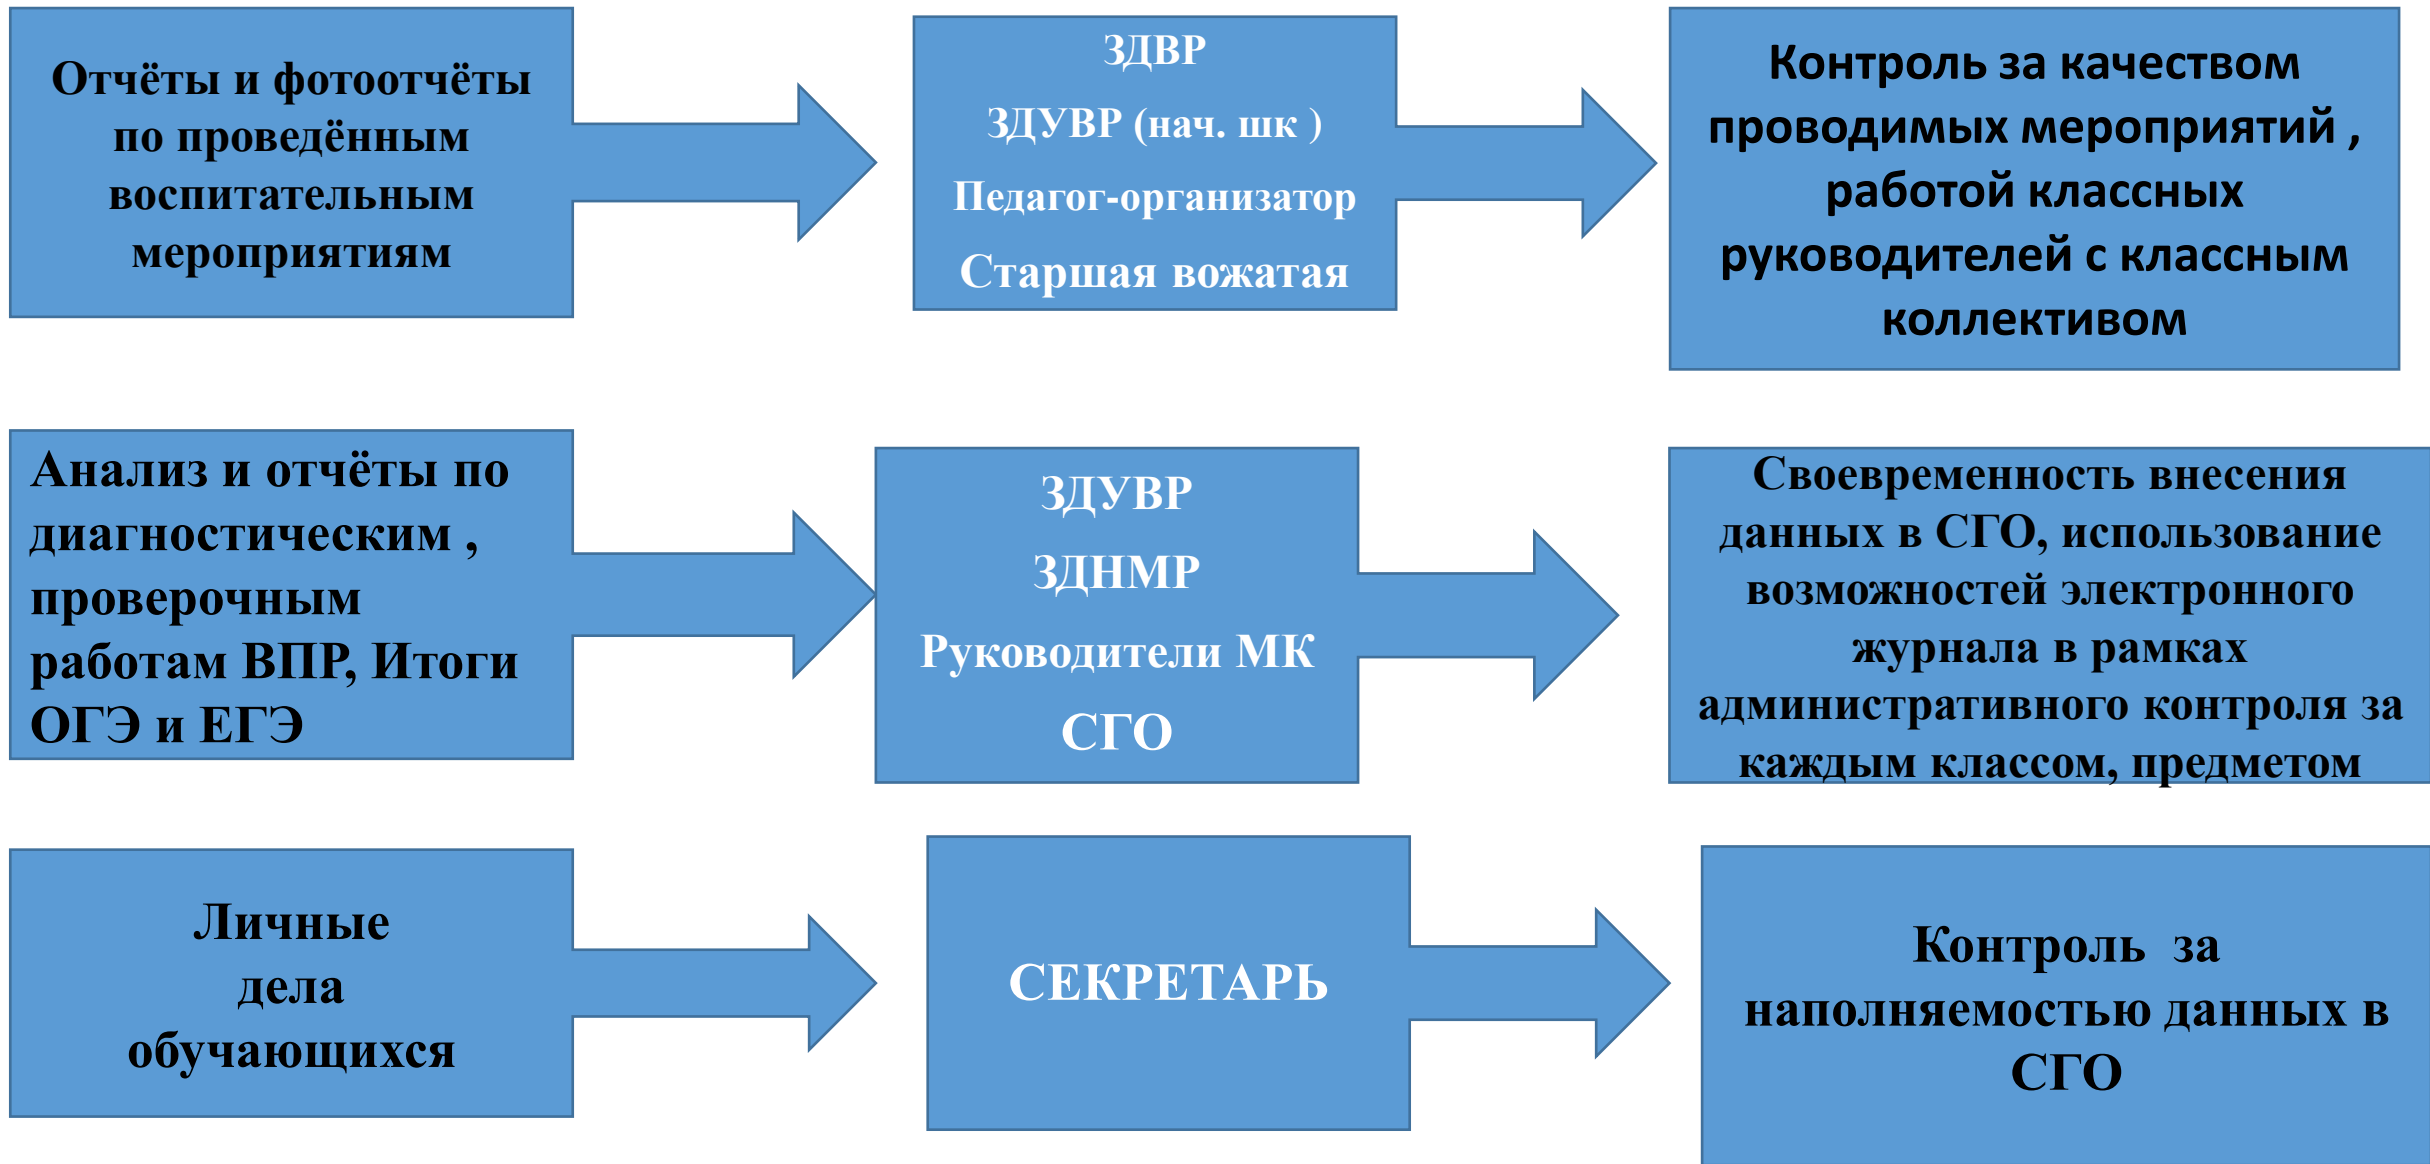 Отчёты и фотоотчёты
по проведённым
воспитательным
мероприятиям
ЗДВР
ЗДУВР (нач. шк )
Педагог-организатор
Старшая вожатая
Контроль за качеством
проводимых мероприятий ,
работой классных
руководителей с классным
коллективом
Анализ и отчёты по
диагностическим ,
проверочным
работам ВПР, Итоги
ОГЭ и ЕГЭ
ЗДУВР
ЗДНМР
Руководители МК
СГО
Своевременность внесения
данных в СГО, использование
возможностей электронного
журнала в рамках
административного контроля за
каждым классом, предметом
Личные
дела
обучающихся
СЕКРЕТАРЬ
Контроль  за
наполняемостью данных в
СГО